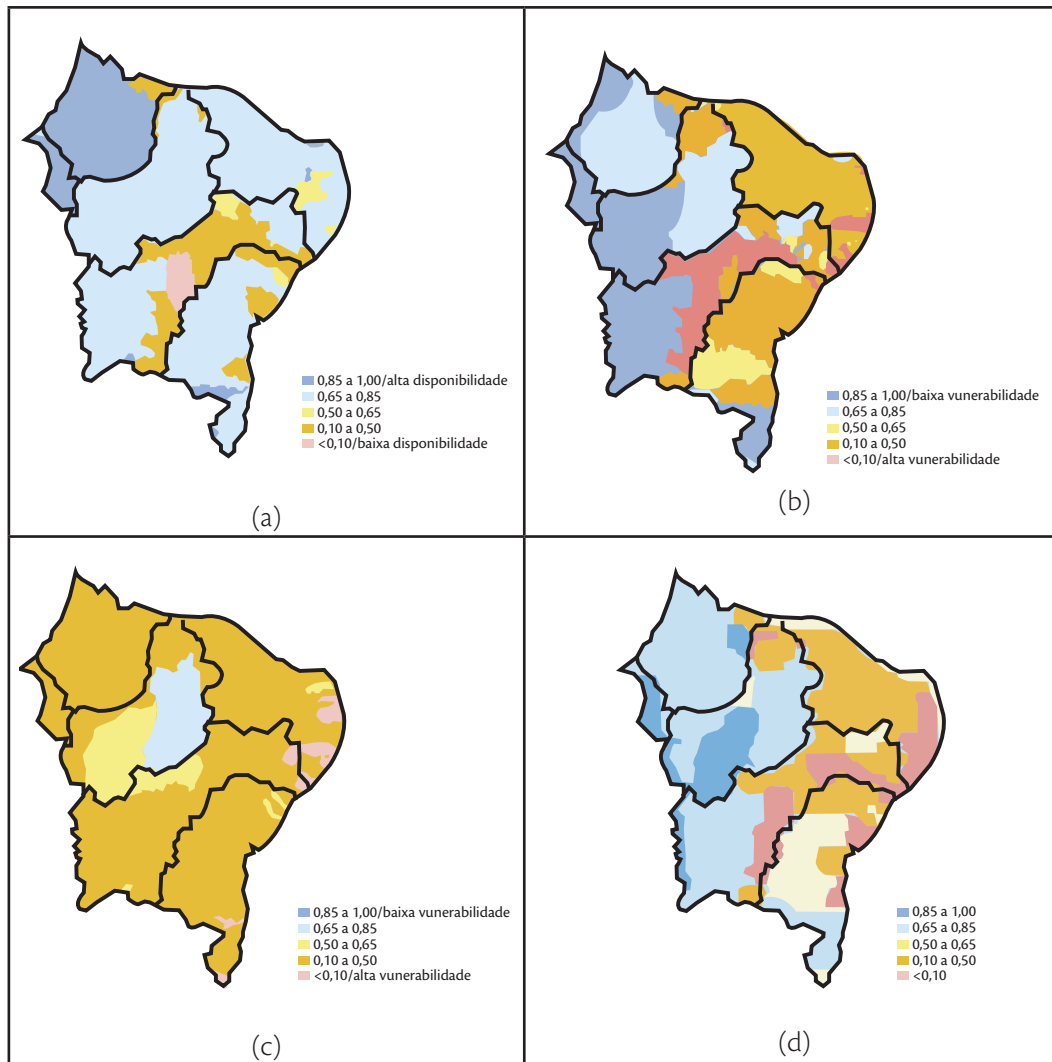 0,85 a 1,00/alta disponibilidade
0,65 a 0,85
0,50 a 0,65
0,10 a 0,50
<0,10/baixa disponibilidade
(a)
0,85 a 1,00/baixa vunerabilidade
0,65 a 0,85
0,50 a 0,65
0,10 a 0,50
<0,10/alta vunerabilidade
(b)
0,85 a 1,00/baixa vunerabilidade
0,65 a 0,85
0,50 a 0,65
0,10 a 0,50
<0,10/alta vunerabilidade
(c)
0,85 a 1,00
0,65 a 0,85
0,50 a 0,65
0,10 a 0,50
<0,10
(d)